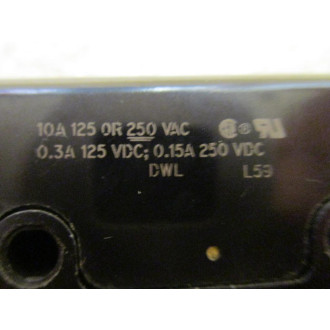 10A 125 OR 250 VAC
0.3A 125 VDC; 0.15A 250 VDC
DWL L59